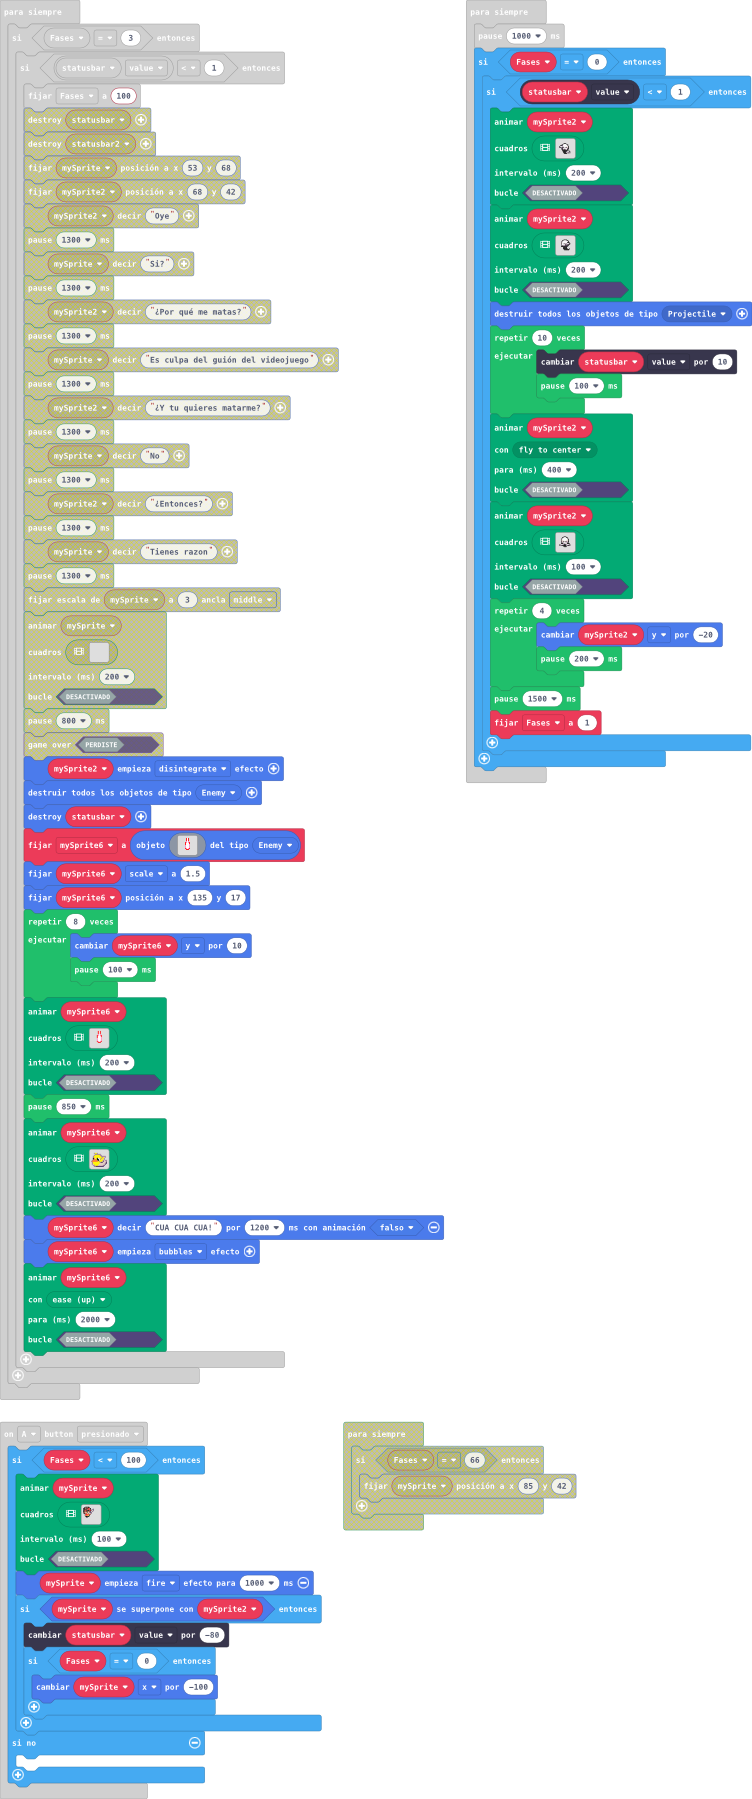 para siempre
si Fases = 3 entonces
si statusbar value < 1 entonces
fijar Fases a 100
destroy statusbar
destroy statusbar2
fijar mySprite posición a x 53 y 68
fijar mySprite2 posición a x 68 y 42
mySprite2 decir "Oye"
pause 1300 ms
mySprite decir "Si?"
pause 1300 ms
mySprite2 decir "¿Por qué me matas?"
pause 1300 ms
mySprite decir "Es culpa del guión del videojuego"
pause 1300 ms
mySprite2 decir "¿Y tu quieres matarme?"
pause 1300 ms
mySprite decir "No"
pause 1300 ms
mySprite2 decir "¿Entonces?"
pause 1300 ms
mySprite decir "Tienes razon"
pause 1300 ms
fijar escala de mySprite a 3 ancla middle
animar mySprite
cuadros
intervalo (ms) 200
bucle DESACTIVADO
pause 800 ms
game over PERDISTE
mySprite2 empieza disintegrate efecto
destruir todos los objetos de tipo Enemy
destroy statusbar
fijar mySprite6 a objeto del tipo Enemy
fijar mySprite6 scale a 1.5
fijar mySprite6 posición a x 135 y 17
repetir 8 veces
ejecutar cambiar mySprite6 y por 10
pause 100 ms
animar mySprite6
cuadros
intervalo (ms) 200
bucle DESACTIVADO
pause 850 ms
animar mySprite6
cuadros
intervalo (ms) 200
bucle DESACTIVADO
mySprite6 decir "CUA CUA CUA!" por 1200 ms con animación falso
mySprite6 empieza bubbles efecto
animar mySprite6
con ease (up)
para (ms) 2000
bucle DESACTIVADO
para siempre
pause 1000 ms
si Fases = 0 entonces
si statusbar value < 1 entonces
animar mySprite2
cuadros
intervalo (ms) 200
bucle DESACTIVADO
animar mySprite2
cuadros
intervalo (ms) 200
bucle DESACTIVADO
destruir todos los objetos de tipo Projectile
repetir 10 veces
ejecutar cambiar statusbar value por 10
pause 100 ms
animar mySprite2
con fly to center
para (ms) 400
bucle DESACTIVADO
animar mySprite2
cuadros
intervalo (ms) 100
bucle DESACTIVADO
repetir 4 veces
ejecutar cambiar mySprite2 y por -20
pause 200 ms
pause 1500 ms
fijar Fases a 1
on A button presionado
si Fases < 100 entonces
animar mySprite
cuadros
intervalo (ms) 100
bucle DESACTIVADO
mySprite empieza fire efecto para 1000 ms
si mySprite se superpone con mySprite2 entonces
cambiar statusbar value por -80
si Fases = 0 entonces
cambiar mySprite x por -100
si no
para siempre
si Fases = 66 entonces
fijar mySprite posición a x 85 y 42